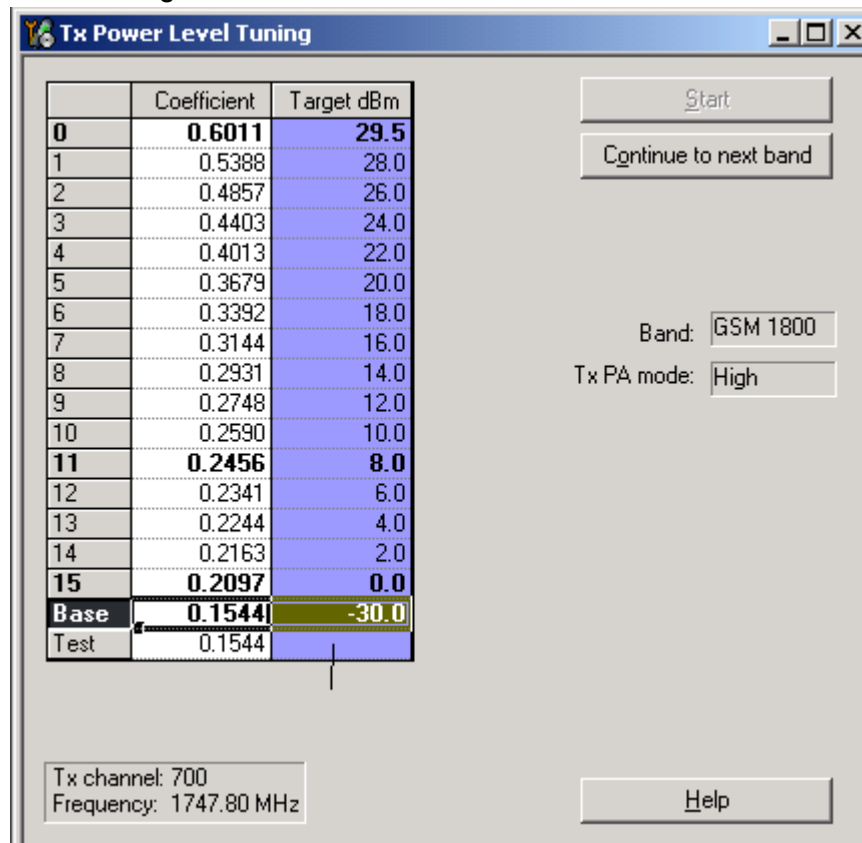 Tx Power Level Tuning
Coefficient Target dBm
0 0.6011 29.5
1 0.5388 28.0
2 0.4857 26.0
3 0.4403 24.0
4 0.4013 22.0
5 0.3679 20.0
6 0.3392 18.0
7 0.3144 16.0
8 0.2931 14.0
9 0.2748 12.0
10 0.2590 10.0
11 0.2456 8.0
12 0.2341 6.0
13 0.2244 4.0
14 0.2163 2.0
15 0.2097 0.0
Base 0.1544 -30.0
Test 0.1544
Start
Continue to next band
Band: GSM 1800
Tx PA mode: High
Tx channel: 700
Frequency: 1747.80 MHz
Help